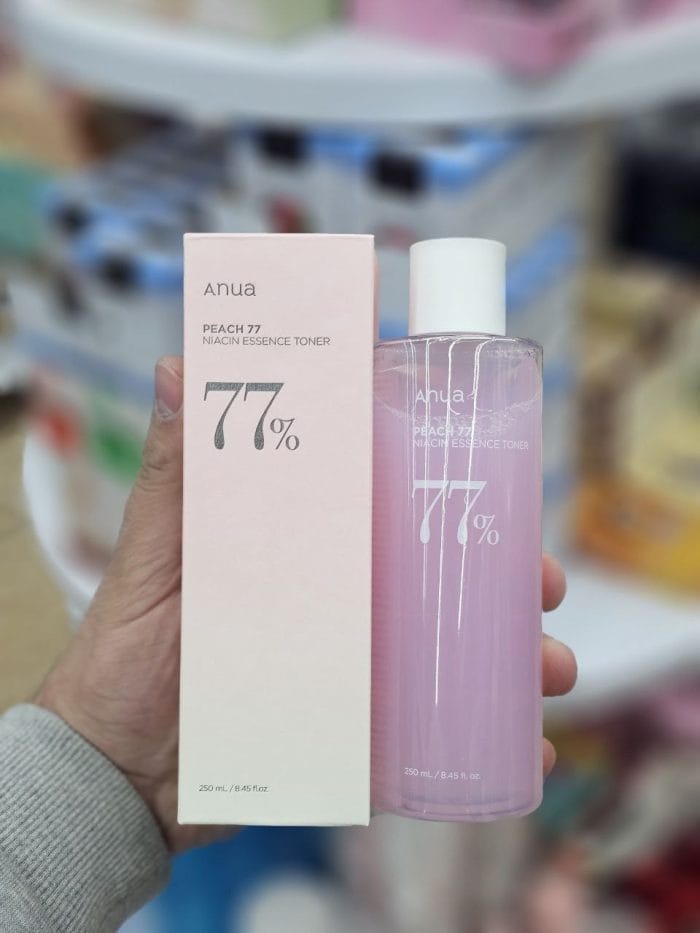 Anua
PEACH 77
NIACIN ESSENCE TONER
77%
250 mL / 8.45 fl.oz.
Anua
PEACH 77
NIACIN ESSENCE TONER
77%
250 mL / 8.45 fl. oz.